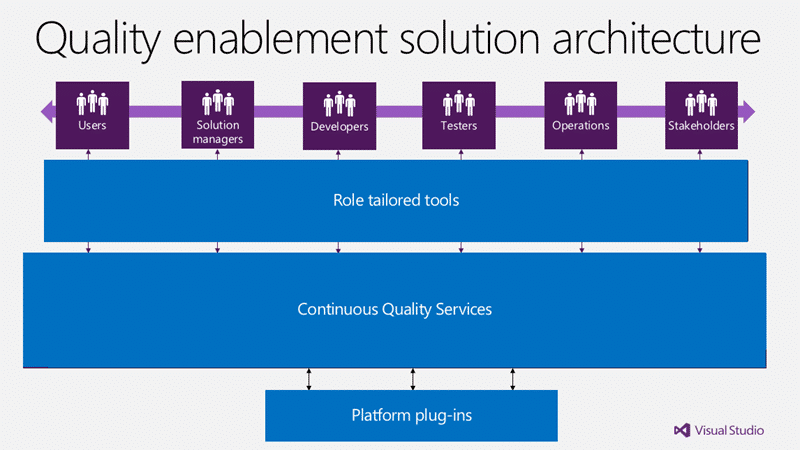 Quality enablement solution architecture
Users
Solution
managers
Developers
Testers
Operations
Stakeholders
Role tailored tools
Continuous Quality Services
Platform plug-ins
Visual Studio